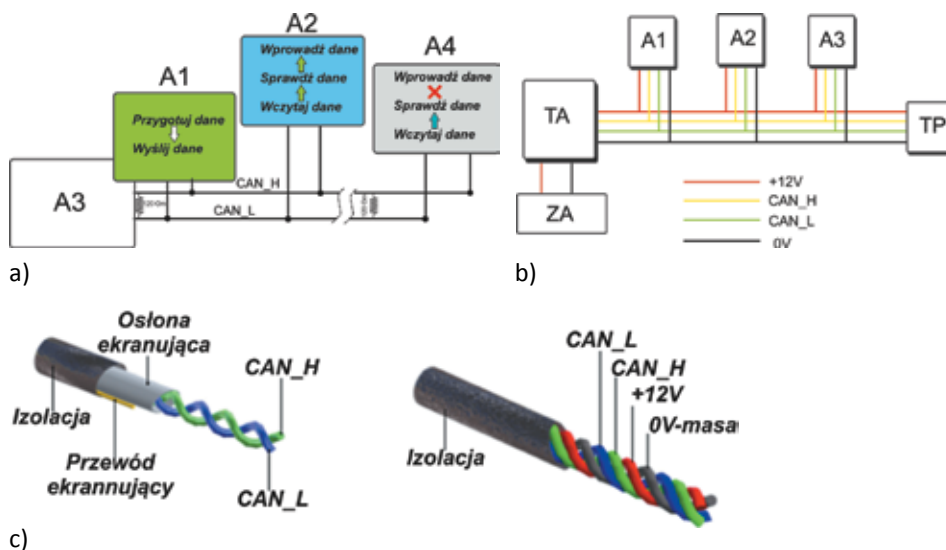 A1
A2
A4
Przygotuj dane
Wyślij dane
Wprowadź dane
Sprawdź dane
Wczytaj dane
Wprowadź dane
Sprawdź dane
Wczytaj dane
A3
CAN_H
CAN_L
120 Om
a)
A1
A2
A3
TA
TP
ZA
+12V
CAN_H
CAN_L
0V
b)
Osłona
ekranująca
CAN_H
Izolacja
Przewód
ekrannujący
CAN_L
CAN_L
CAN_H
+12V
0V-masa
Izolacja
c)